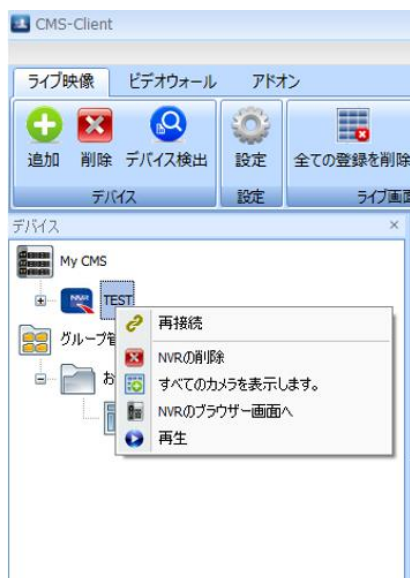 CMS-Client
ライブ映像 ビデオウォール アドオン
追加 削除 デバイス検出 設定 全ての登録を削除
デバイス 設定 ライブ画
デバイス ×
My CMS
NVR TEST
再接続
グループ管
NVRの削除
お
すべてのカメラを表示します。
NVRのブラウザー画面へ
再生